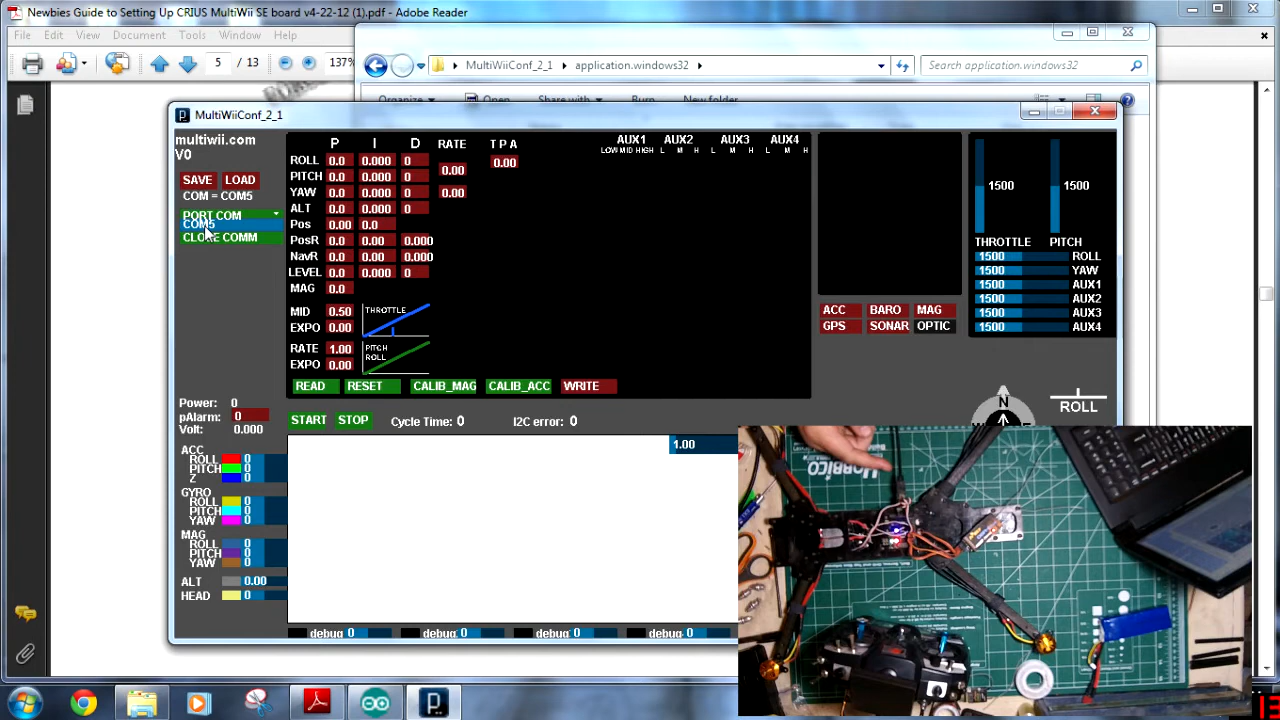 Newbies Guide to Setting Up CRIUS MultiWii SE board v4-22-12 (1).pdf - Adobe Reader
File Edit View Document Tools Window Help
5 / 13 137%
MultiWiiConf_2_1 application.windows32
Search application.windows32
Organize Open Share with Burn New folder
MultiWiiConf_2_1
multiwii.com
V0
SAVE LOAD
COM = COM5
PORT COM
COM5
CLOSE COMM
P I D RATE T P A
ROLL 0.0 0.000 0
PITCH 0.0 0.000 0
0.00 0.00
YAW 0.0 0.000 0 0.00
ALT 0.0 0.000 0
Pos 0.00 0.0
PosR 0.0 0.00 0.000
NavR 0.0 0.00 0.000
LEVEL 0.0 0.000 0
MAG 0.0
MID 0.50 THROTTLE
EXPO 0.00
RATE 1.00 PITCH
ROLL
EXPO 0.00
READ RESET CALIB_MAG CALIB_ACC WRITE
AUX1 AUX2 AUX3 AUX4
LOW MID HIGH L M H L M H L M H
ACC BARO MAG
GPS SONAR OPTIC
1500 1500
THROTTLE PITCH
1500 ROLL
1500 YAW
1500 AUX1
1500 AUX2
1500 AUX3
1500 AUX4
N
ROLL
Power: 0
pAlarm: 0
Volt: 0.000
START STOP Cycle Time: 0 I2C error: 0
1.00
ACC
ROLL 0
PITCH 0
Z 0
GYRO
ROLL 0
PITCH 0
YAW 0
MAG
ROLL 0
PITCH 0
YAW 0
ALT 0.00
HEAD 0
debug 0 debug 0 debug 0 debug 0
HOBBICO